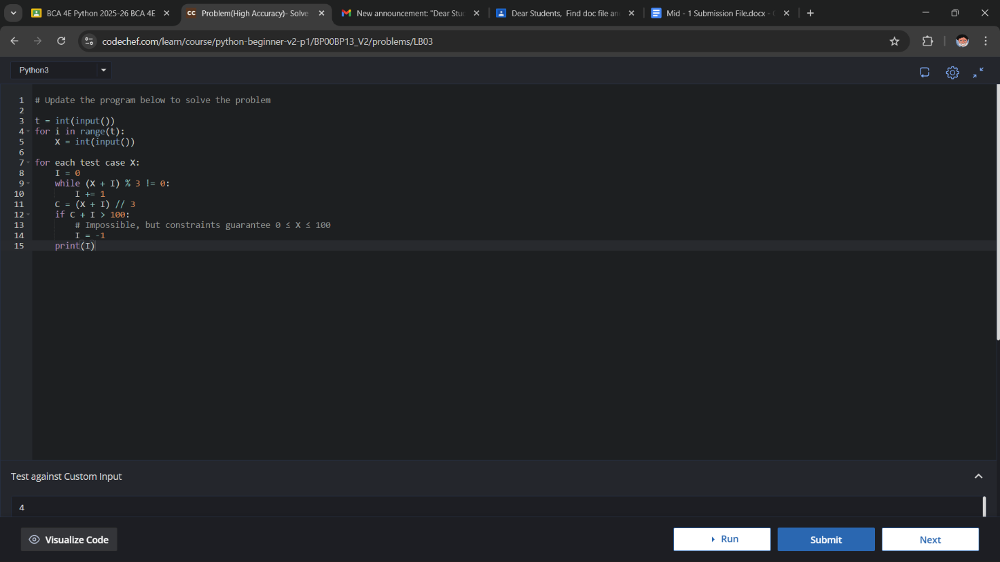 BCA 4E Python 2025-26 BCA 4E
CC Problem(High Accuracy)- Solve
New announcement: "Dear Stud
Dear Students, Find doc file an
Mid - 1 Submission File.docx -
codechef.com/learn/course/python-beginner-v2-p1/BP00BP13_V2/problems/LB03
Python3
1 # Update the program below to solve the problem
2
3 t = int(input())
4 for i in range(t):
5     X = int(input())
6
7 for each test case X:
8     I = 0
9     while (X + I) % 3 != 0:
10         I += 1
11     C = (X + I) // 3
12     if C + I > 100:
13         # Impossible, but constraints guarantee 0 ≤ X ≤ 100
14         I = -1
15     print(I)
Test against Custom Input
4
Visualize Code
Run
Submit
Next